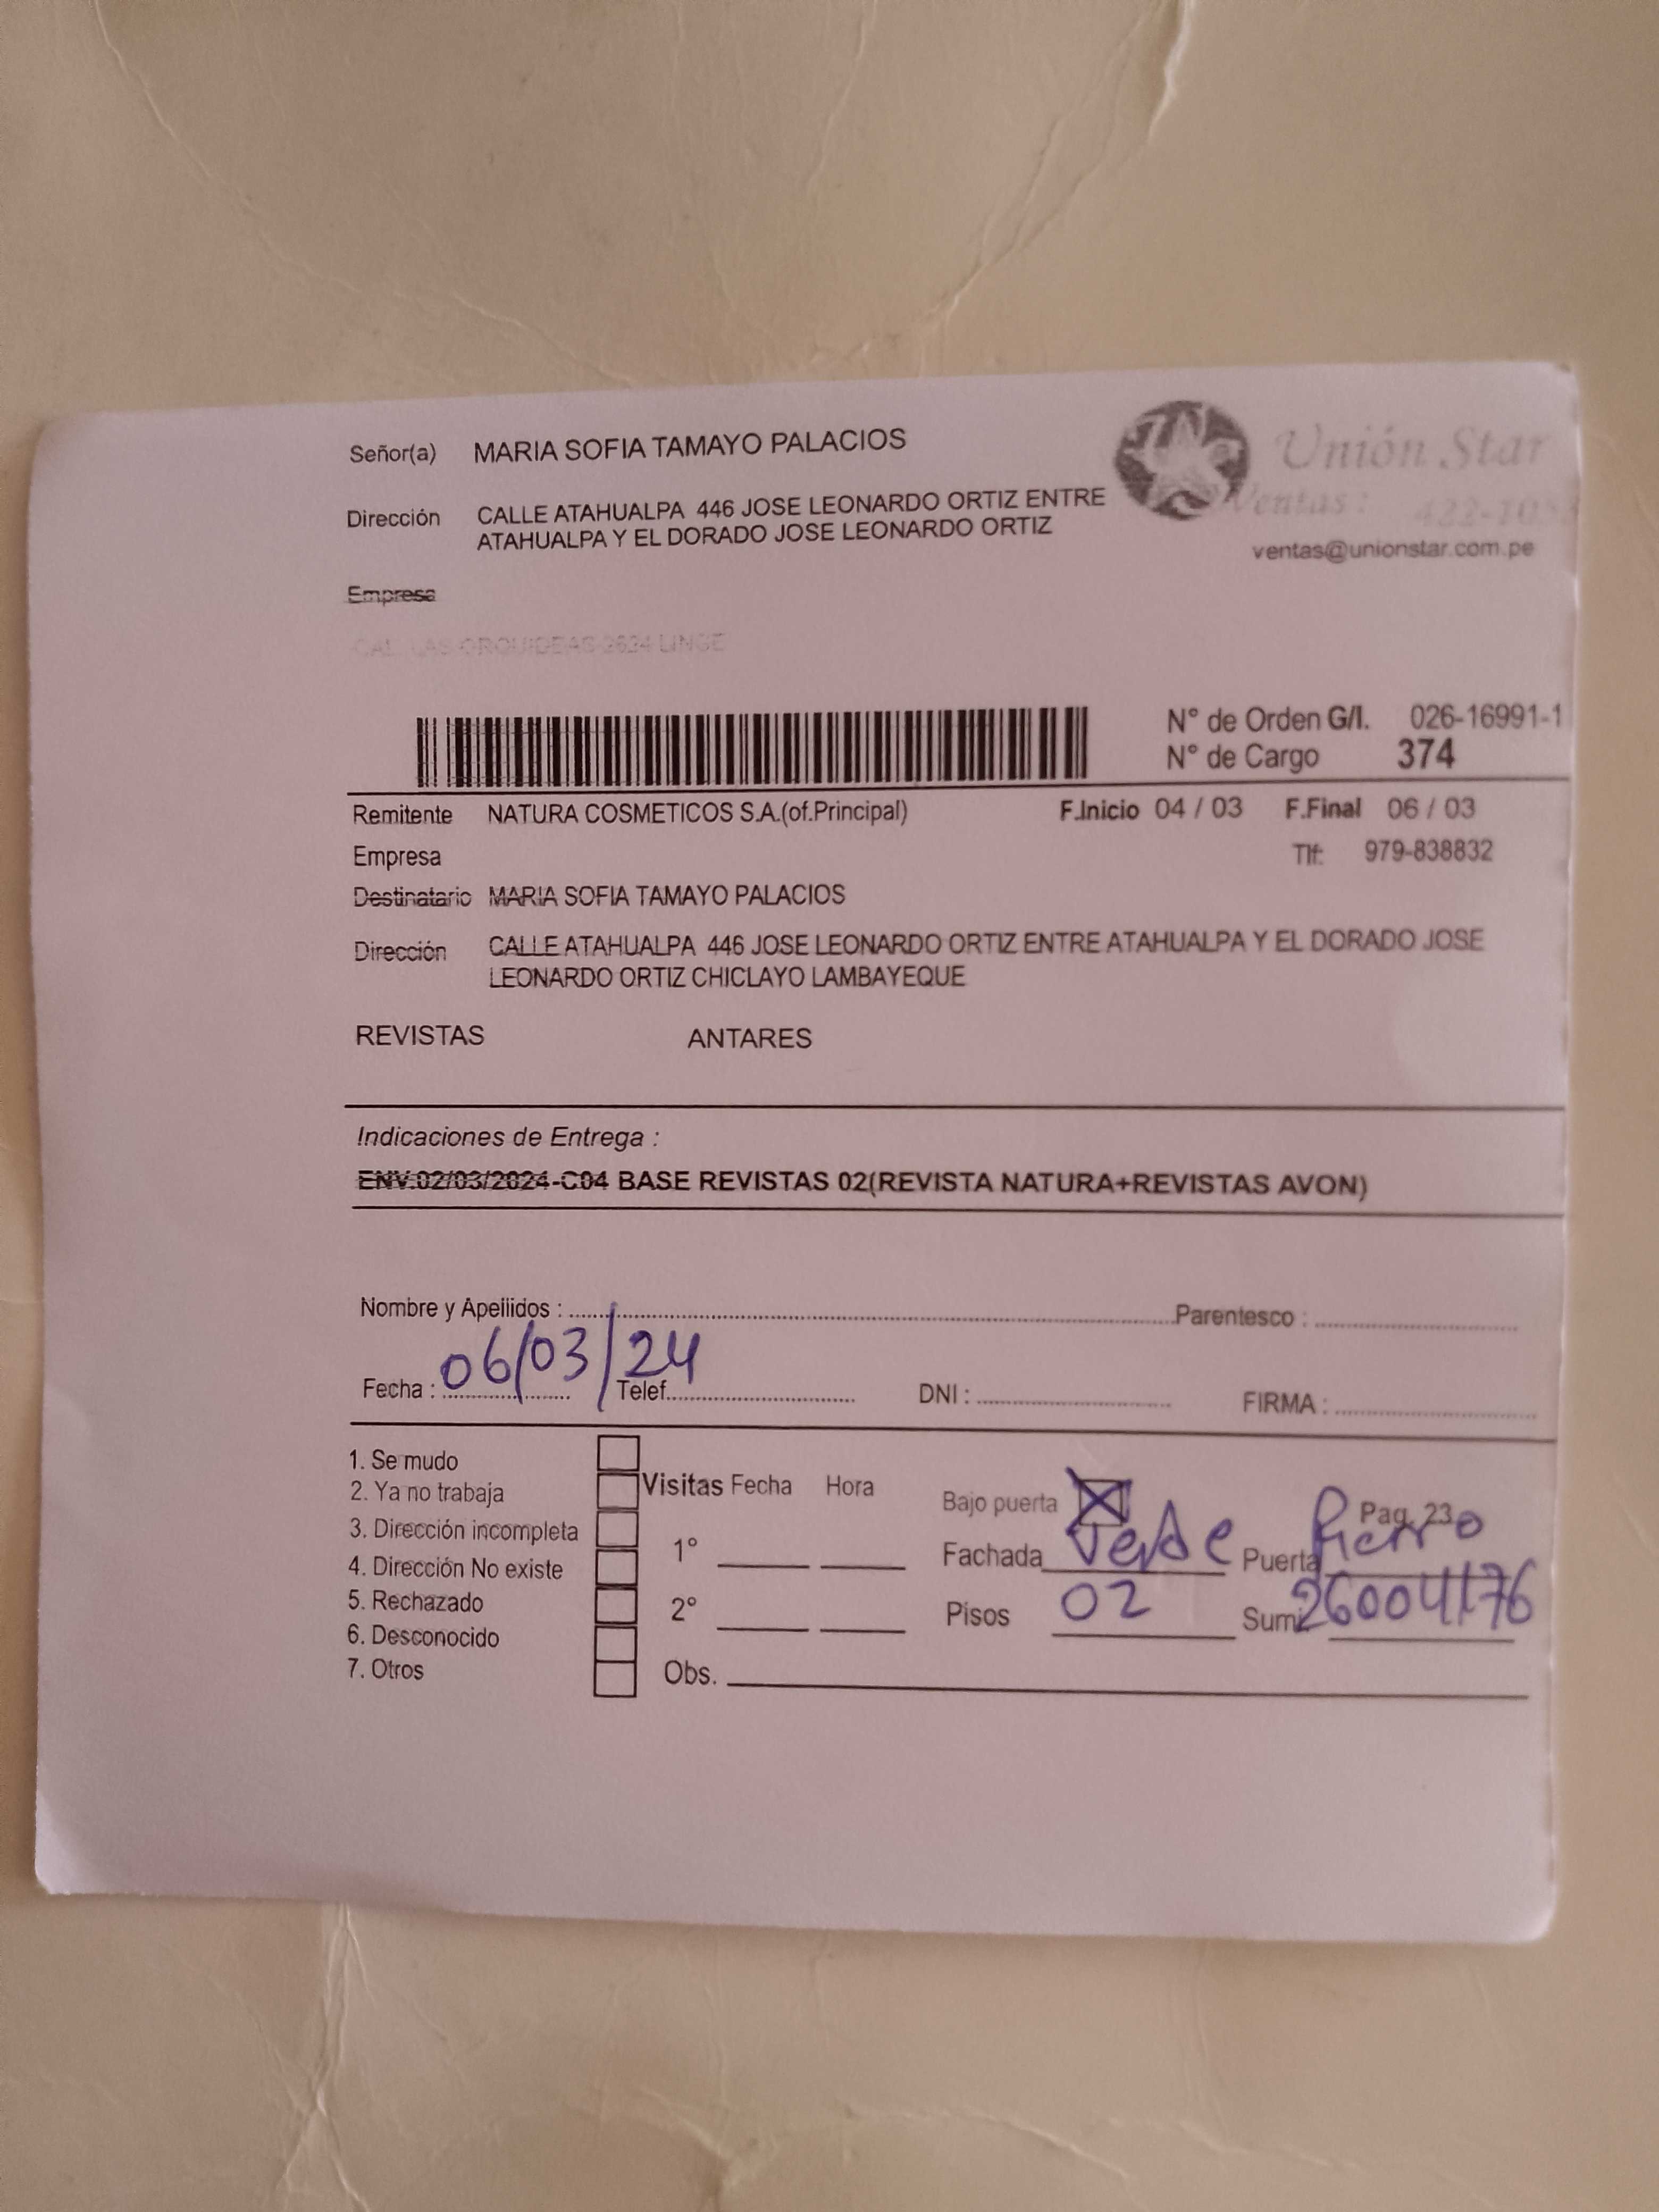 Señor(a) MARIA SOFIA TAMAYO PALACIOS
Unión Star
Dirección CALLE ATAHUALPA 446 JOSE LEONARDO ORTIZ ENTRE
ATAHUALPA Y EL DORADO JOSE LEONARDO ORTIZ
Ventas :
ventas@unionstar.com.pe
Empresa
ORQUIDEAS 2634
N° de Orden G/I. 026-16991-1
N° de Cargo 374
Remitente NATURA COSMETICOS S.A.(of.Principal) F.Inicio 04 / 03 F.Final 06 / 03
Empresa Tlf: 979-838832
Destinatario MARIA SOFIA TAMAYO PALACIOS
Dirección CALLE ATAHUALPA 446 JOSE LEONARDO ORTIZ ENTRE ATAHUALPA Y EL DORADO JOSE
LEONARDO ORTIZ CHICLAYO LAMBAYEQUE
REVISTAS ANTARES
Indicaciones de Entrega :
ENV.02/03/2024-C04 BASE REVISTAS 02(REVISTA NATURA+REVISTAS AVON)
Nombre y Apellidos : Parentesco :
Fecha : 06/03/24 Telef. DNI : FIRMA :
1. Se mudo
2. Ya no trabaja
3. Dirección incompleta
4. Dirección No existe
5. Rechazado
6. Desconocido
7. Otros
Visitas Fecha Hora
1°
2°
Obs.
Bajo puerta Pag. 23
Fachada Verde Puerta Fierro
Pisos 02 Sumi 26004176